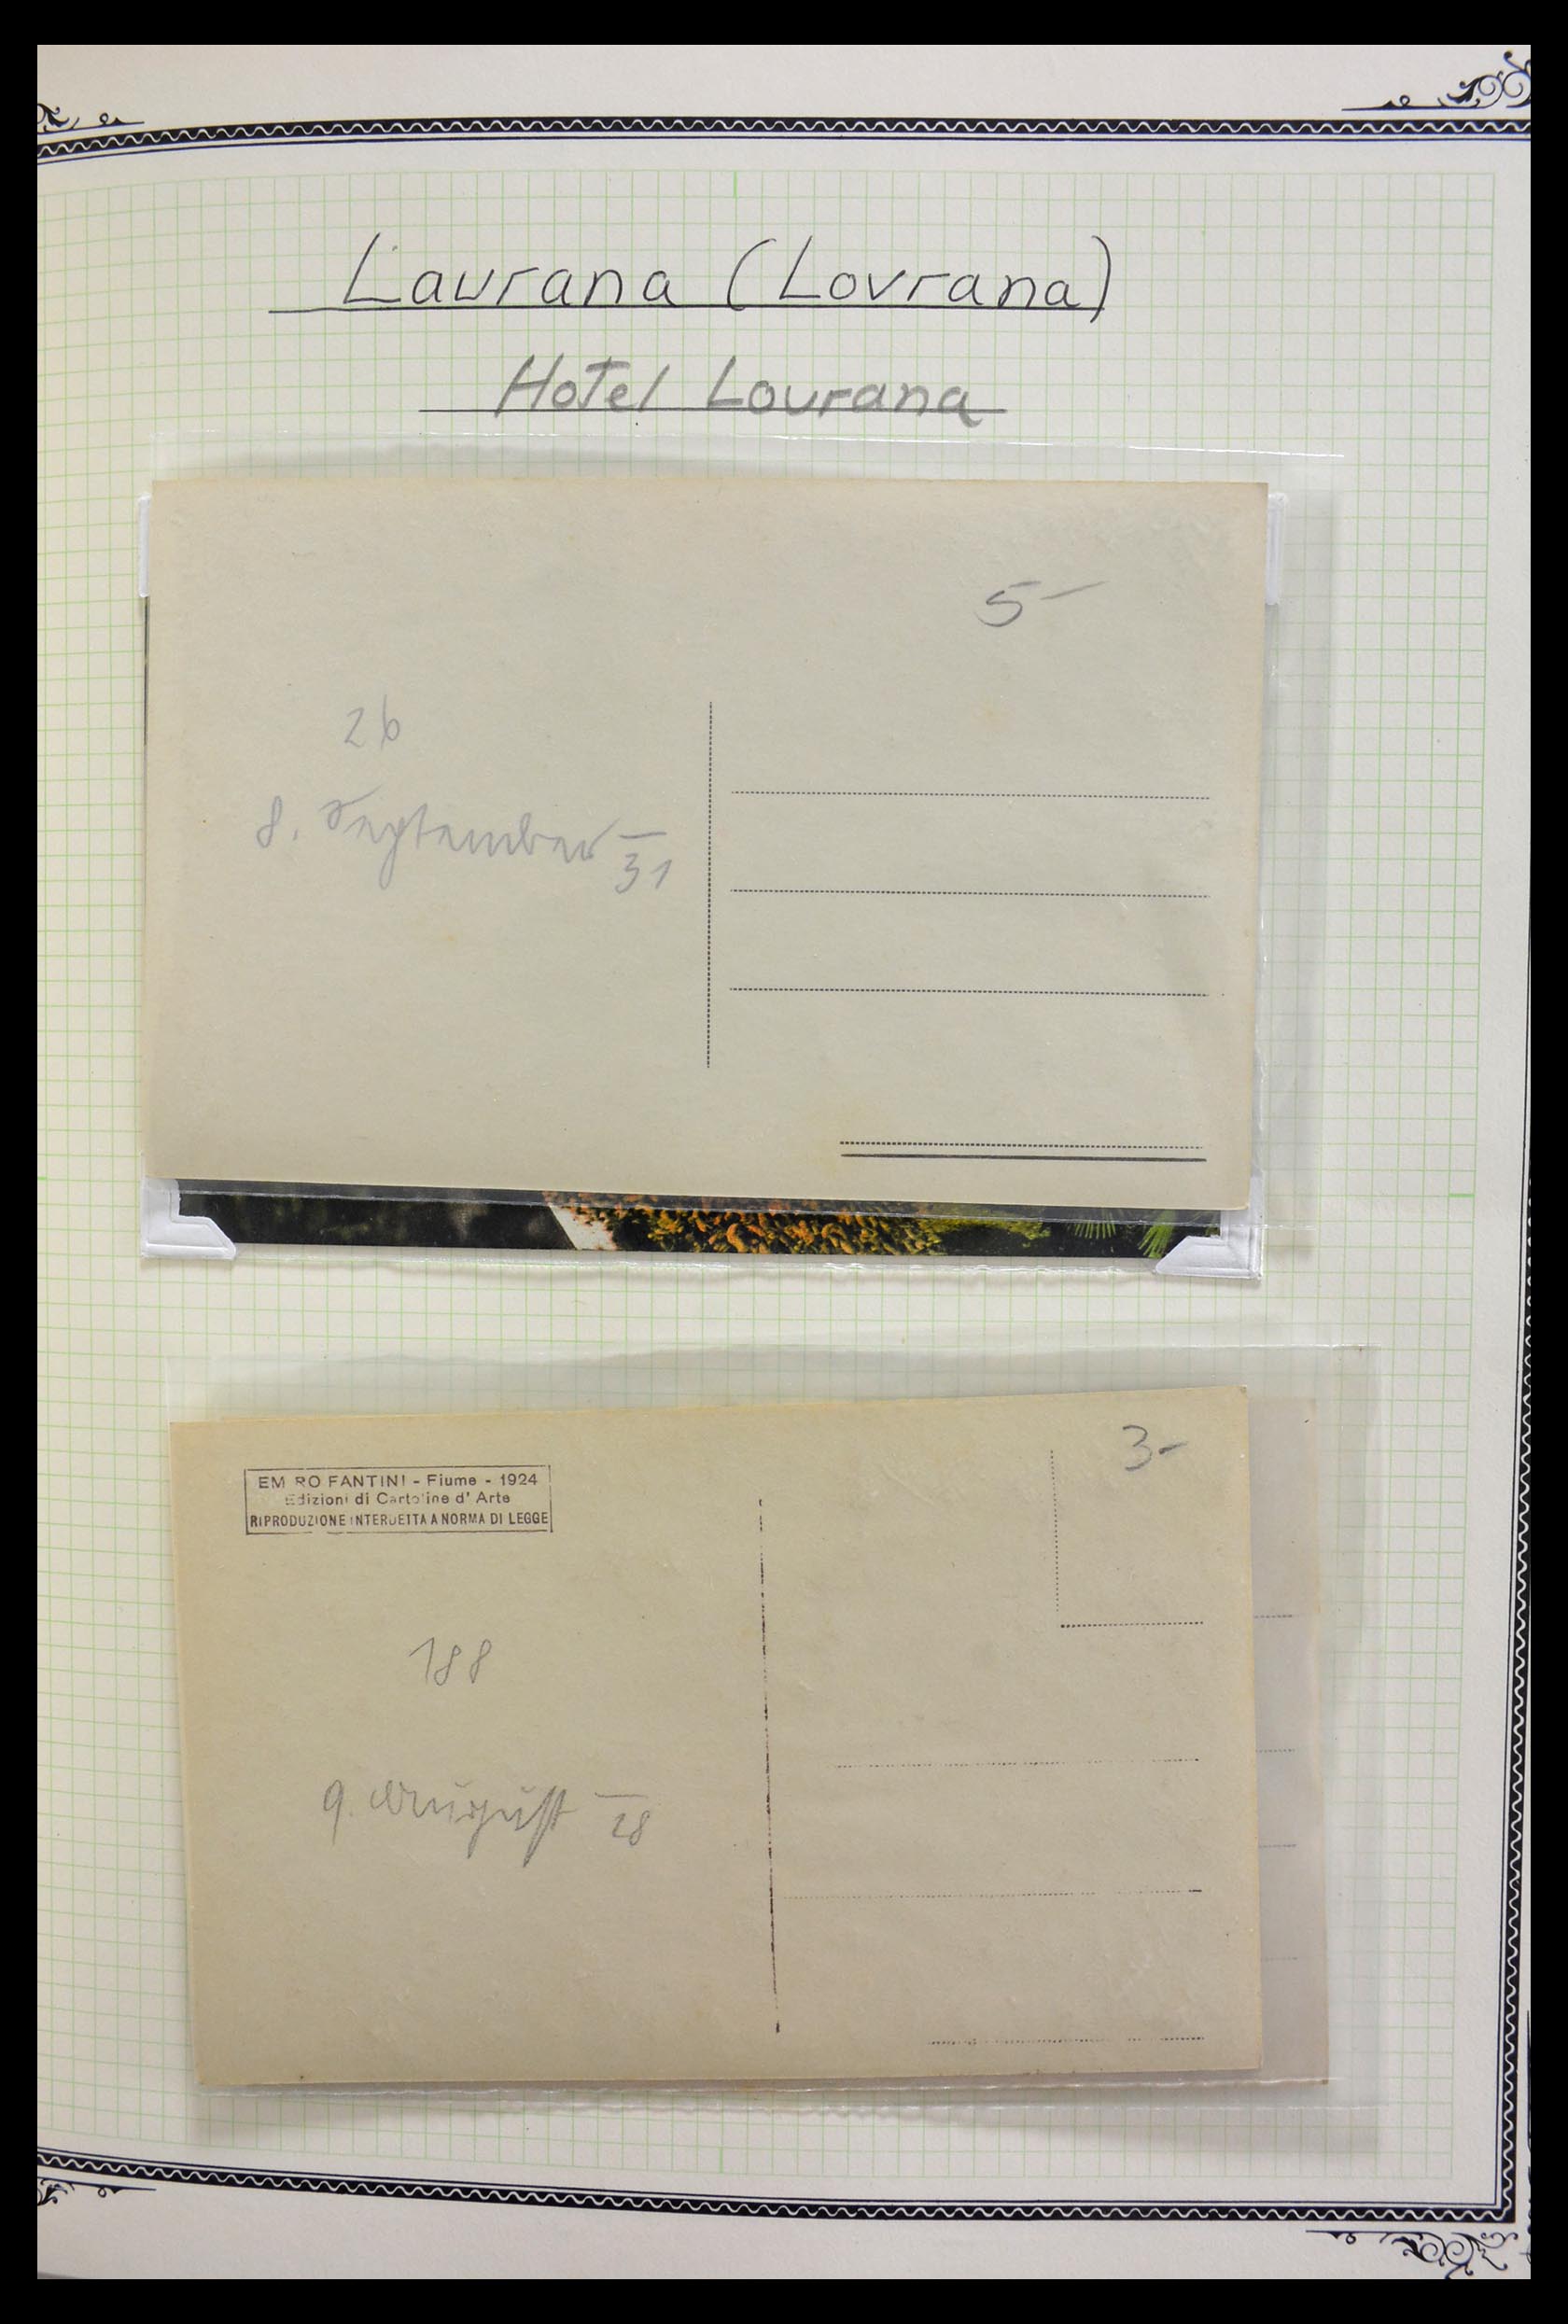 Laurana (Lovrana)
Hotel Lourana
5-
26
8. September 31
EM RO FANTINI - Fiume - 1924
Edizioni di Cartoline d' Arte
RIPRODUZIONE INTERDETTA A NORMA DI LEGGE
3-
188
9. August 28